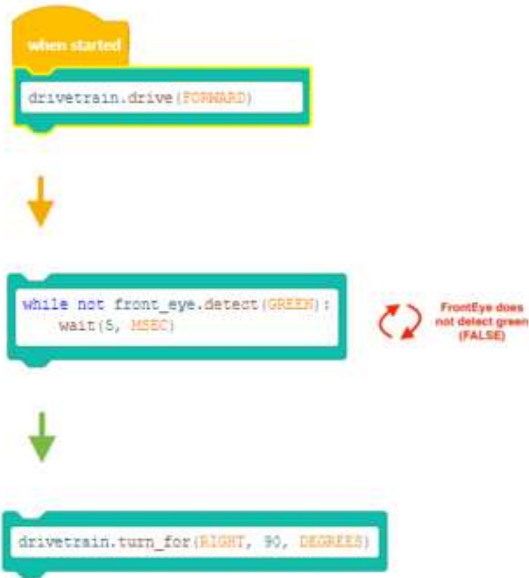 when started
drivetrain.drive(FORWARD)
while not front_eye.detect(GREEN):
    wait(5, MSEC)
FrontEye does
not detect green
(FALSE)
drivetrain.turn_for(RIGHT, 90, DEGREES)